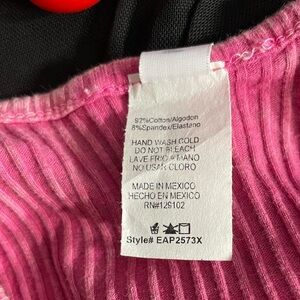 92%Cotton/Algodon
8%Spandex/Elastano
HAND WASH COLD
DO NOT BLEACH
LAVE FRIO A MANO
NO USAR CLORO
MADE IN MEXICO
HECHO EN MEXICO
RN#129102
Style# EAP2573X